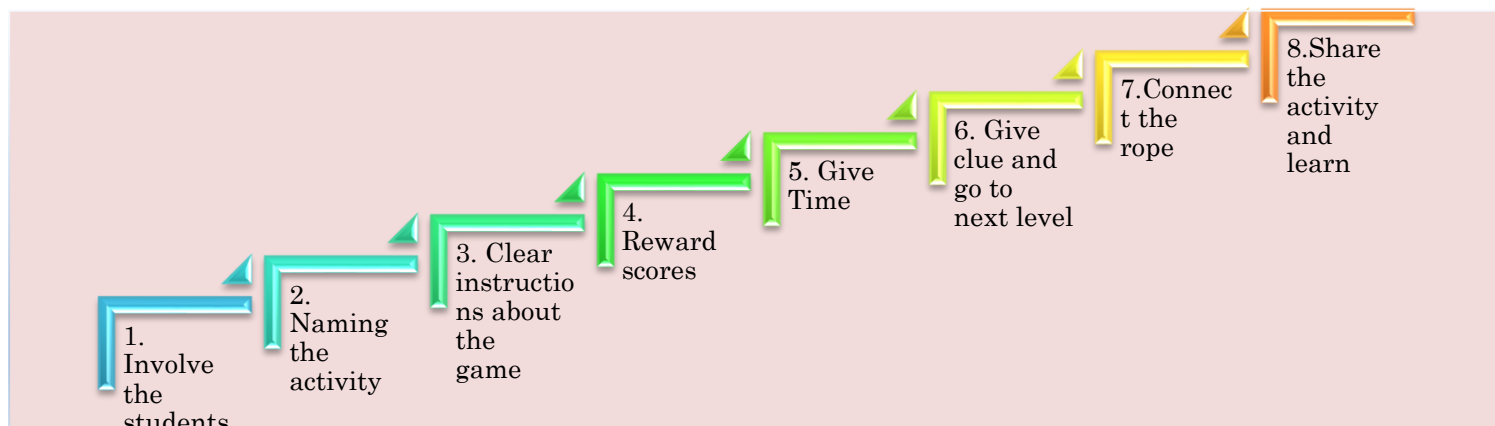 1.
Involve
the
students
2.
Naming
the
activity
3. Clear
instructio
ns about
the
game
4.
Reward
scores
5. Give
Time
6. Give
clue and
go to
next level
7.Connec
t the
rope
8.Share
the
activity
and
learn